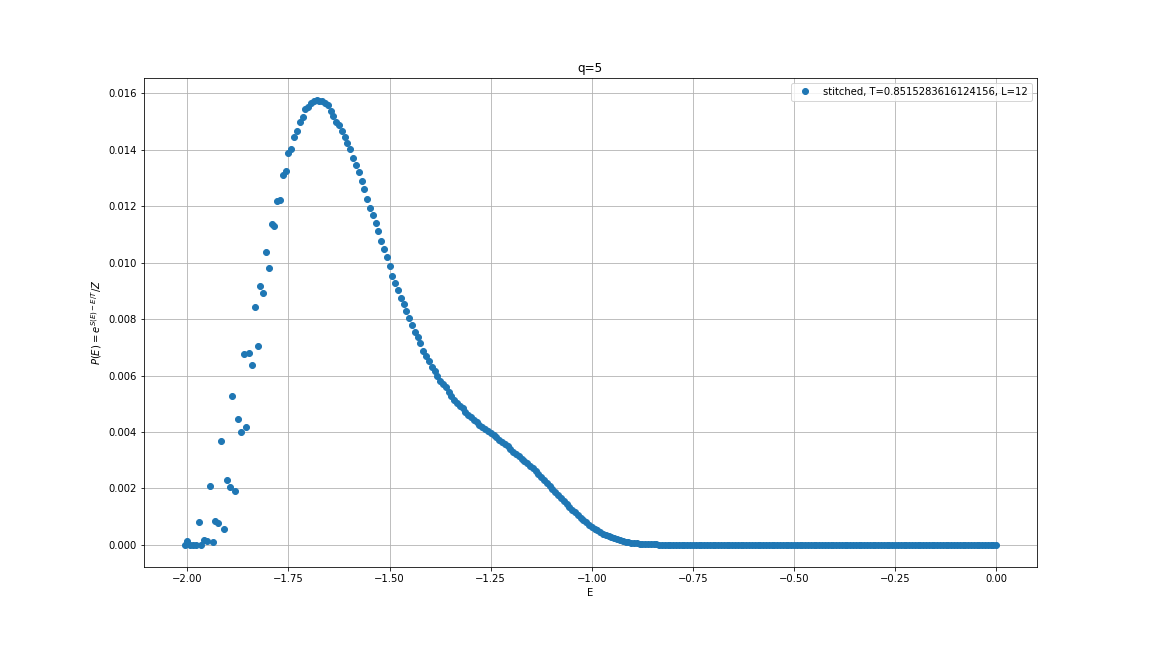 q=5
stitched, T=0.8515283616124156, L=12
P(E) = e^{S(E) − E/T}/Z
0.016
0.014
0.012
0.010
0.008
0.006
0.004
0.002
0.000
−2.00 −1.75 −1.50 −1.25 −1.00 −0.75 −0.50 −0.25 0.00
E